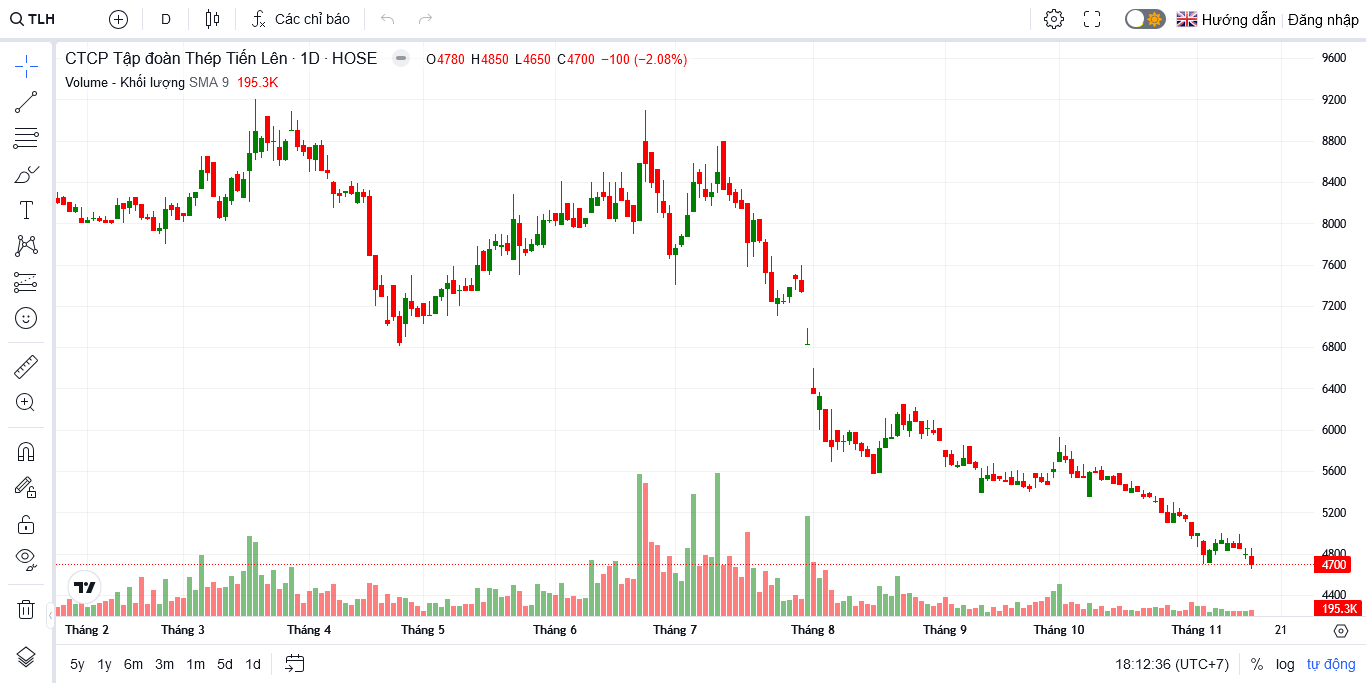 TLH
D
Các chỉ báo
Hướng dẫn
Đăng nhập
CTCP Tập đoàn Thép Tiến Lên · 1D · HOSE O4780 H4850 L4650 C4700 −100 (−2.08%)
Volume - Khối lượng SMA 9 195.3K
9600
9200
8800
8400
8000
7600
7200
6800
6400
6000
5600
5200
4800
4700
4400
195.3K
Tháng 2 Tháng 3 Tháng 4 Tháng 5 Tháng 6 Tháng 7 Tháng 8 Tháng 9 Tháng 10 Tháng 11 21
5y 1y 6m 3m 1m 5d 1d 18:12:36 (UTC+7) % log tự động